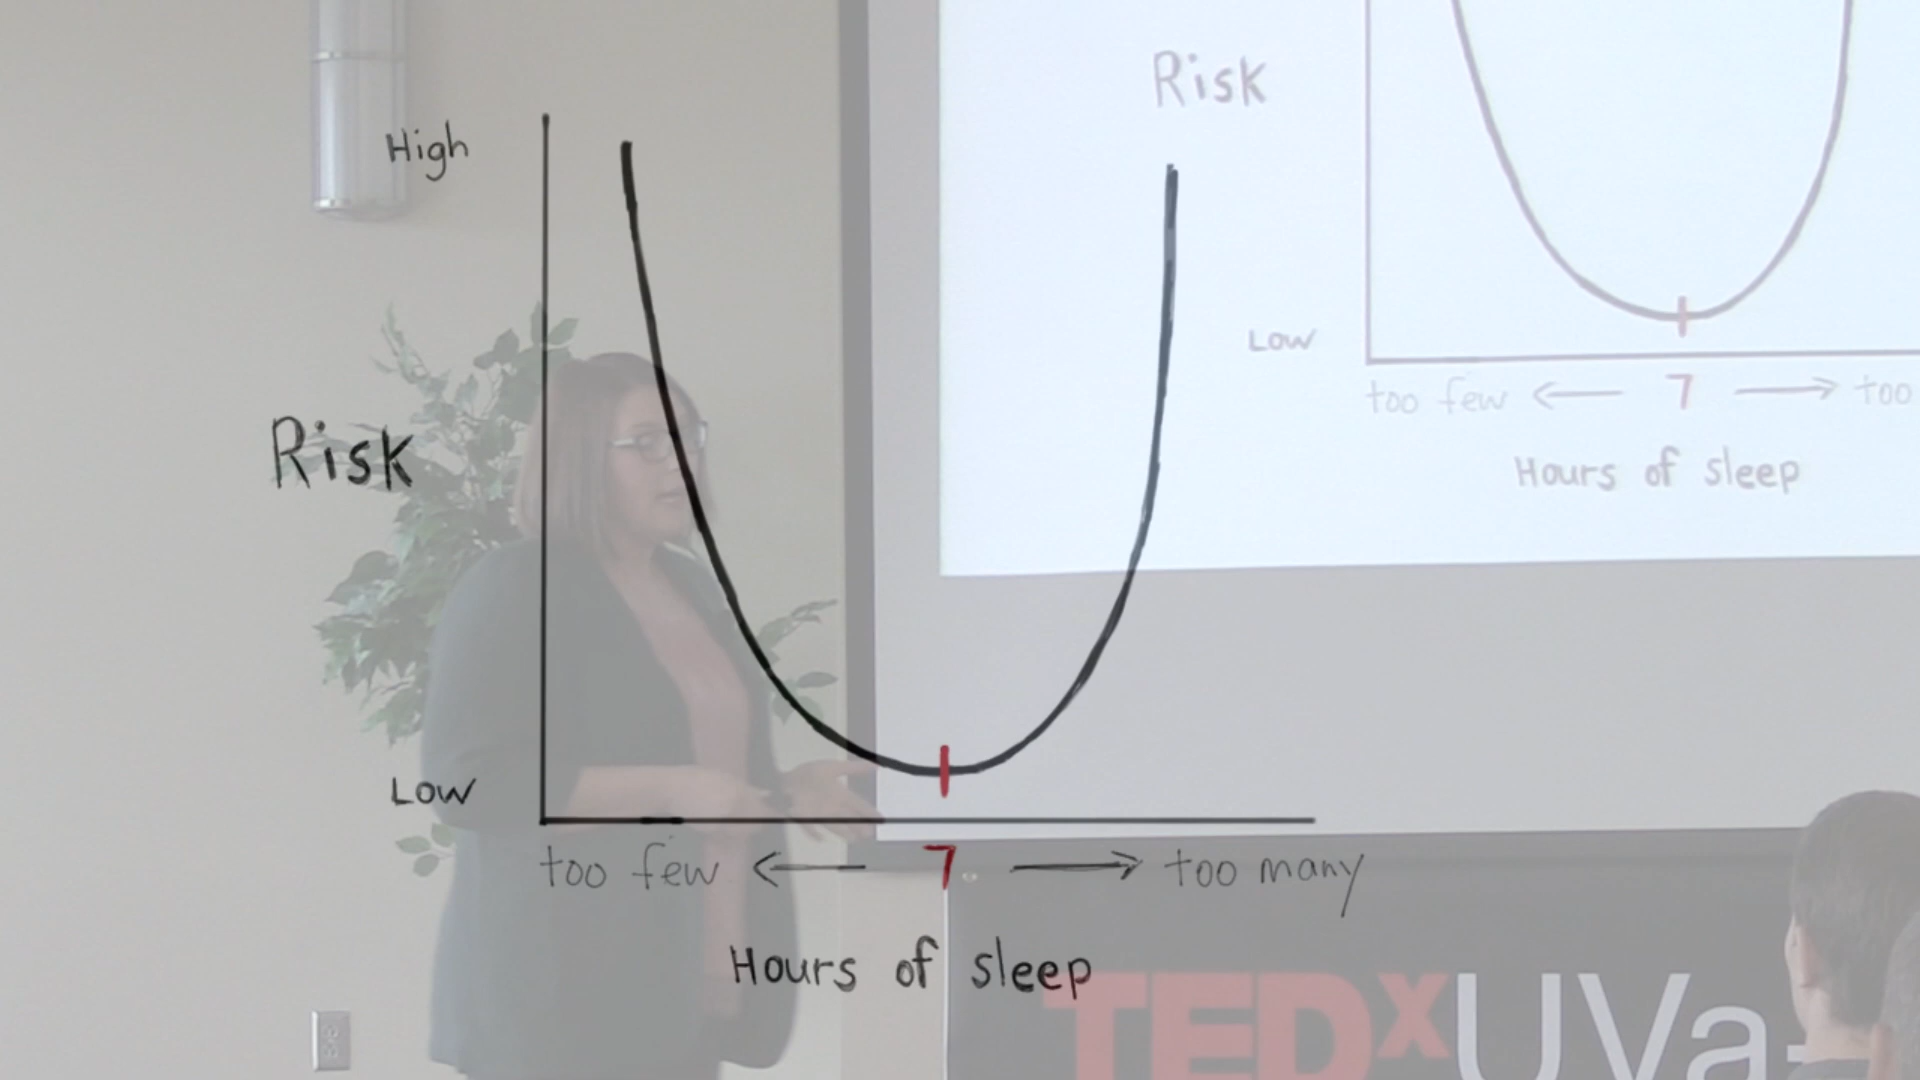 High
Risk
Low
too few ← 7 → too many
Hours of sleep
Risk
Low
too few ← 7 → too
Hours of sleep
TEDxUVa-